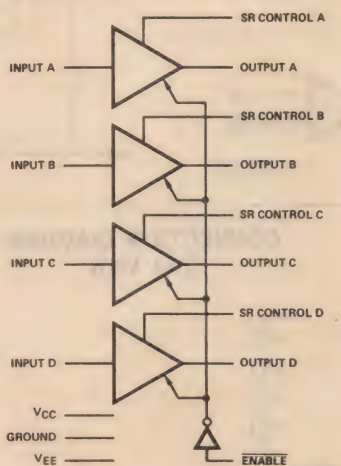 SR CONTROL A
INPUT A
OUTPUT A
SR CONTROL B
INPUT B
OUTPUT B
SR CONTROL C
INPUT C
OUTPUT C
SR CONTROL D
INPUT D
OUTPUT D
VCC
GROUND
VEE
ENABLE